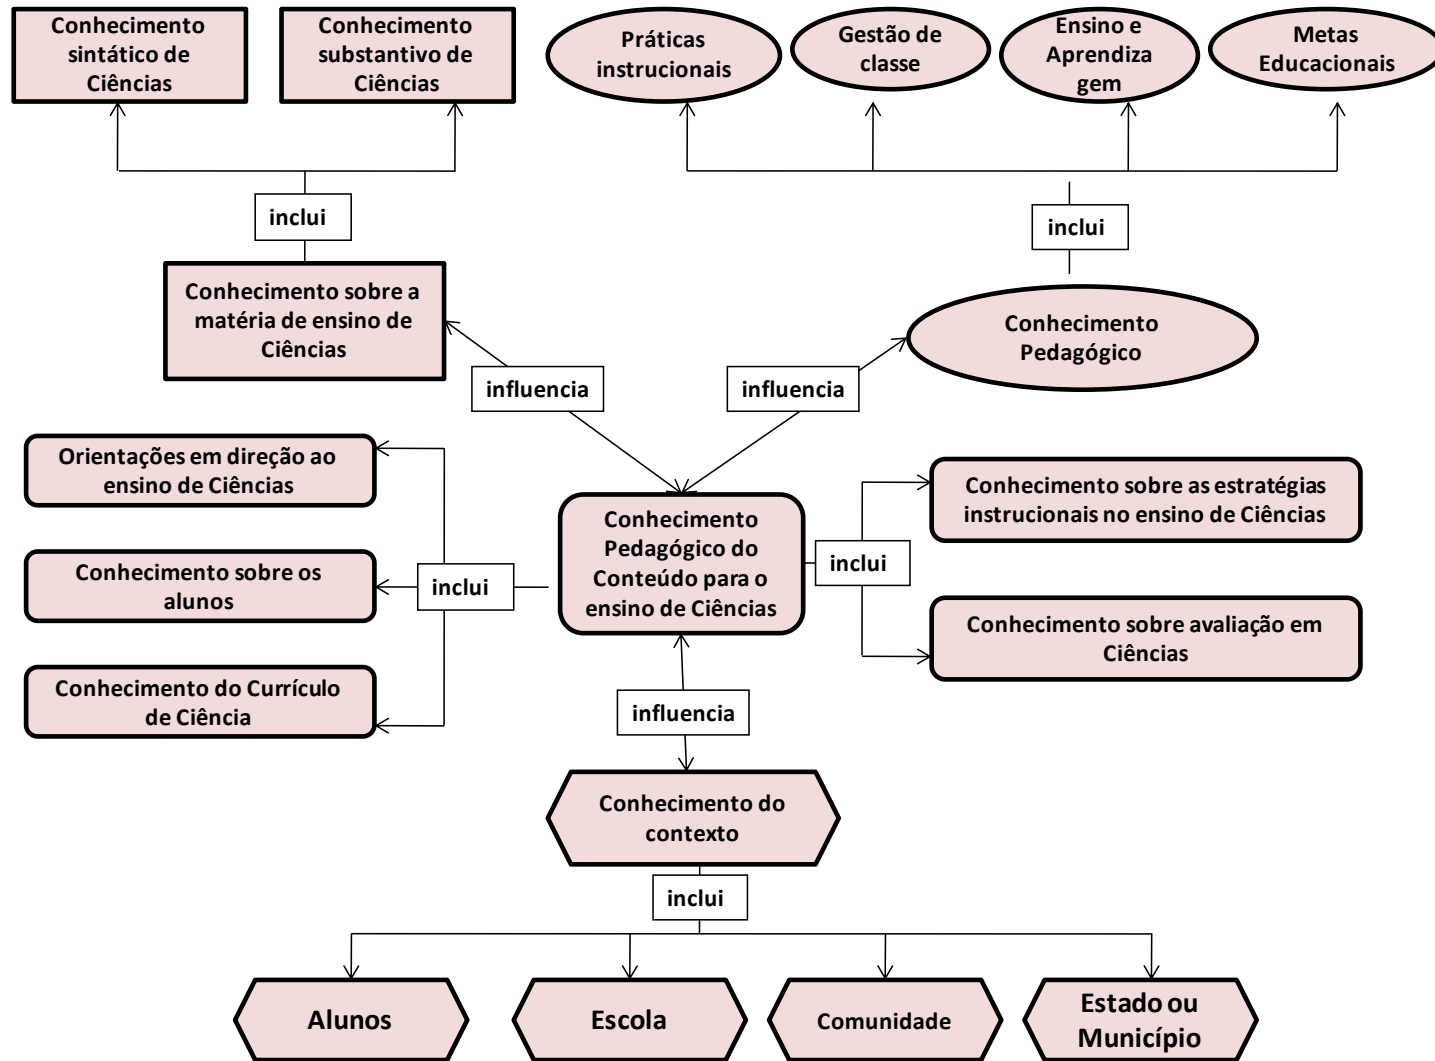 Conhecimento
sintático de
Ciências
Conhecimento
substantivo de
Ciências
Práticas
instrucionais
Gestão de
classe
Ensino e
Aprendiza
gem
Metas
Educacionais
inclui
inclui
Conhecimento sobre a
matéria de ensino de
Ciências
Conhecimento
Pedagógico
influencia
influencia
Orientações em direção ao
ensino de Ciências
Conhecimento sobre os
alunos
Conhecimento do Currículo
de Ciência
inclui
Conhecimento
Pedagógico do
Conteúdo para o
ensino de Ciências
inclui
Conhecimento sobre as estratégias
instrucionais no ensino de Ciências
Conhecimento sobre avaliação em
Ciências
influencia
Conhecimento do
contexto
inclui
Alunos
Escola
Comunidade
Estado ou
Município